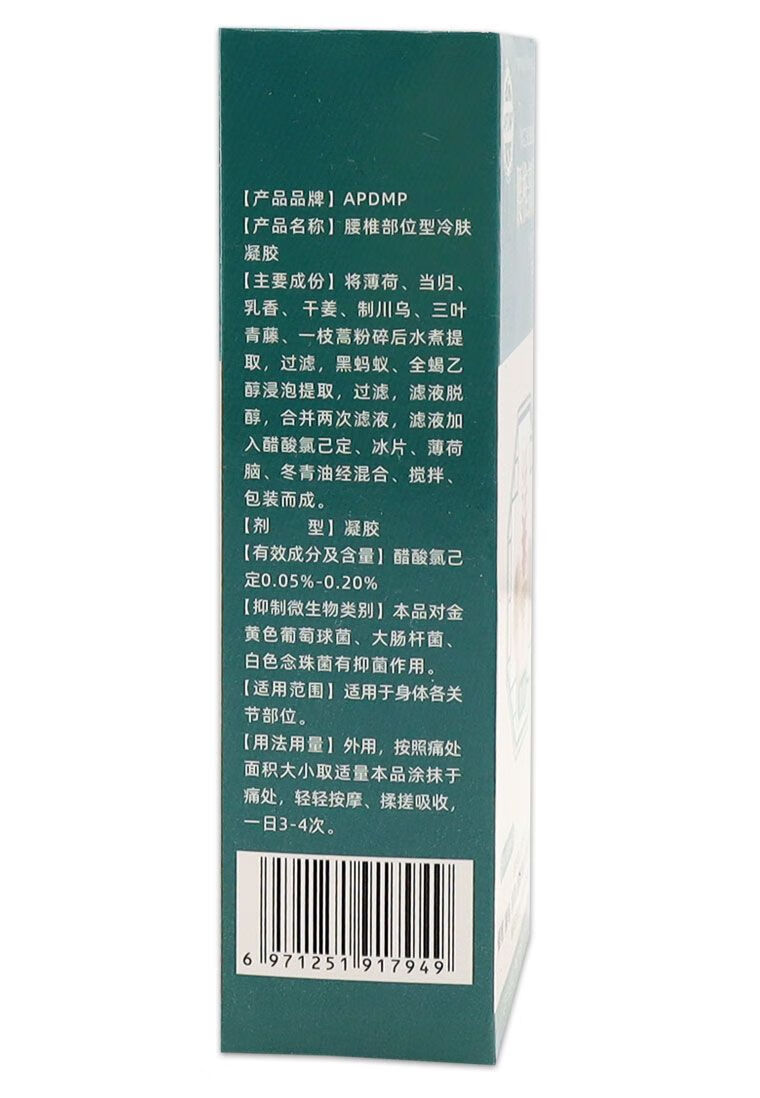 【产品品牌】APDMP
【产品名称】腰椎部位型冷肤
凝胶
【主要成份】将薄荷、当归、
乳香、干姜、制川乌、三叶
青藤、一枝蒿粉碎后水煮提
取，过滤，黑蚂蚁、全蝎乙
醇浸泡提取，过滤，滤液脱
醇，合并两次滤液，滤液加
入醋酸氯己定、冰片、薄荷
脑、冬青油经混合、搅拌、
包装而成。
【剂　　型】凝胶
【有效成分及含量】醋酸氯己
定0.05%-0.20%
【抑制微生物类别】本品对金
黄色葡萄球菌、大肠杆菌、
白色念珠菌有抑菌作用。
【适用范围】适用于身体各关
节部位。
【用法用量】外用，按照痛处
面积大小取适量本品涂抹于
痛处，轻轻按摩、揉搓吸收，
一日3-4次。
6 971251 917949